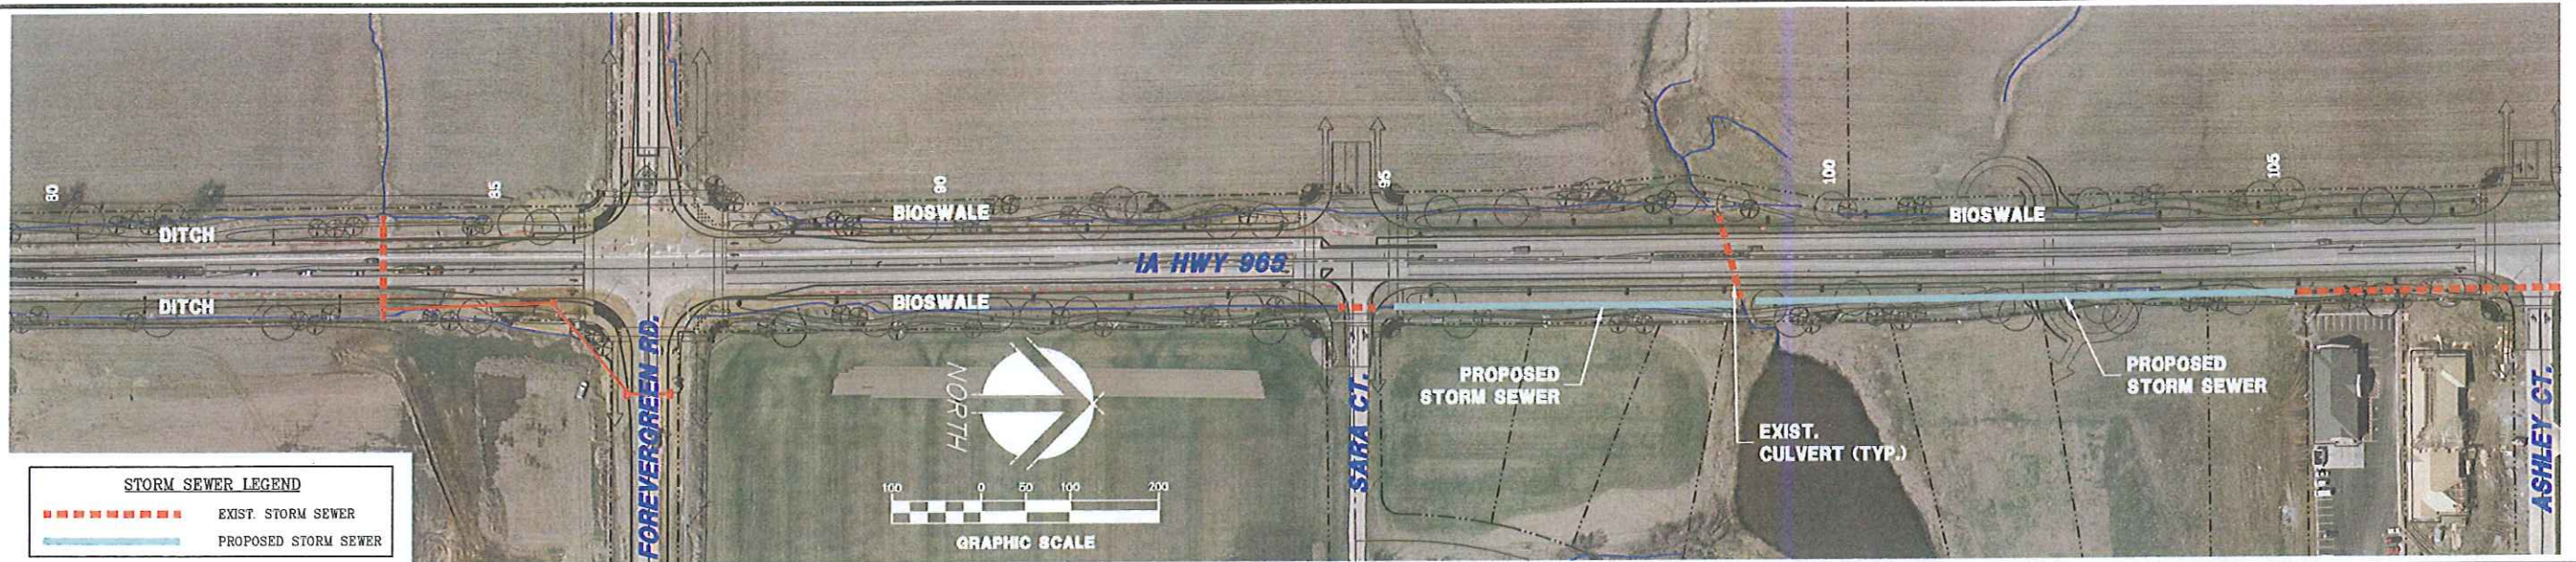 80
85
90
95
100
105
DITCH
BIOSWALE
BIOSWALE
IA HWY 965
DITCH
BIOSWALE
FOREVERGREEN RD.
NORTH
SARA CT.
PROPOSED
STORM SEWER
EXIST.
CULVERT (TYP.)
PROPOSED
STORM SEWER
ASHLEY CT.
STORM SEWER LEGEND
EXIST. STORM SEWER
PROPOSED STORM SEWER
100 0 50 100 200
GRAPHIC SCALE